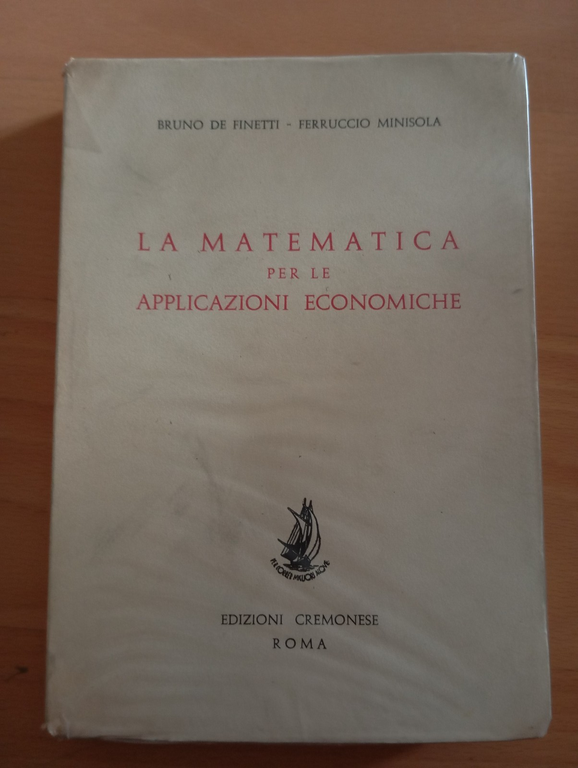 BRUNO DE FINETTI - FERRUCCIO MINISOLA
LA MATEMATICA
PER LE
APPLICAZIONI ECONOMICHE
EDIZIONI CREMONESE
ROMA